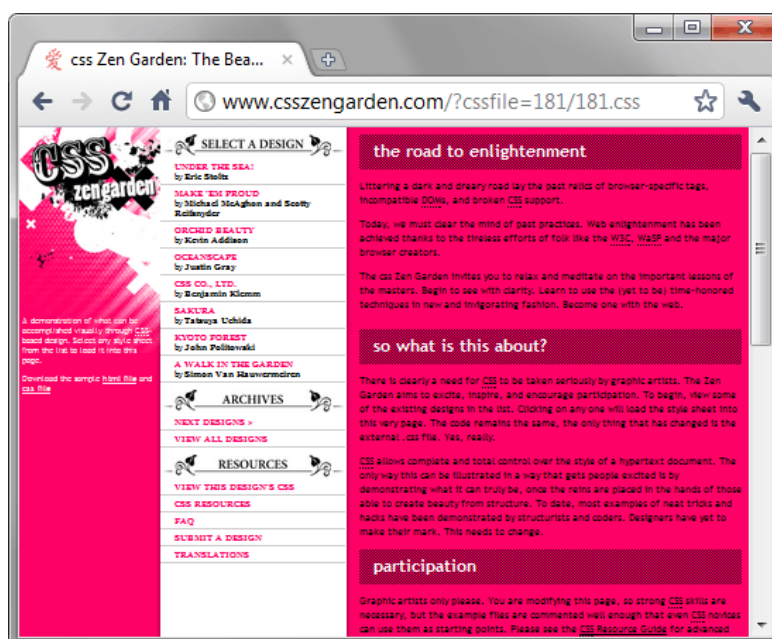 css Zen Garden: The Bea...
www.csszengarden.com/?cssfile=181/181.css
CSS
zengarden
A demonstration of what can be
accomplished visually through CSS-
based design. Select any style sheet
from the list to load it into this
page.
Download the sample html file and
css file
SELECT A DESIGN
UNDER THE SEA!
by Eric Stoltz
MAKE 'EM PROUD
by Michael McAghon and Scotty
Reifsnyder
ORCHID BEAUTY
by Kevin Addison
OCEANSCAPE
by Justin Gray
CSS CO., LTD.
by Benjamin Klemm
SAKURA
by Tatsuya Uchida
KYOTO FOREST
by John Politowski
A WALK IN THE GARDEN
by Simon Van Hauwermeiren
ARCHIVES
NEXT DESIGNS »
VIEW ALL DESIGNS
RESOURCES
VIEW THIS DESIGN'S CSS
CSS RESOURCES
FAQ
SUBMIT A DESIGN
TRANSLATIONS
the road to enlightenment
Littering a dark and dreary road lay the past relics of browser-specific tags,
incompatible DOMs, and broken CSS support.
Today, we must clear the mind of past practices. Web enlightenment has been
achieved thanks to the tireless efforts of folk like the W3C, WaSP and the major
browser creators.
The css Zen Garden invites you to relax and meditate on the important lessons of
the masters. Begin to see with clarity. Learn to use the (yet to be) time-honored
techniques in new and invigorating fashion. Become one with the web.
so what is this about?
There is clearly a need for CSS to be taken seriously by graphic artists. The Zen
Garden aims to excite, inspire, and encourage participation. To begin, view some
of the existing designs in the list. Clicking on any one will load the style sheet into
this very page. The code remains the same, the only thing that has changed is the
external .css file. Yes, really.
CSS allows complete and total control over the style of a hypertext document. The
only way this can be illustrated in a way that gets people excited is by
demonstrating what it can truly be, once the reins are placed in the hands of those
able to create beauty from structure. To date, most examples of neat tricks and
hacks have been demonstrated by structurists and coders. Designers have yet to
make their mark. This needs to change.
participation
Graphic artists only please. You are modifying this page, so strong CSS skills are
necessary, but the example files are commented well enough that even CSS novices
can use them as starting points. Please see the CSS Resource Guide for advanced